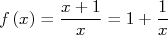 f (x) = \frac{x + 1}{x} = 1 + \frac{1}{x}